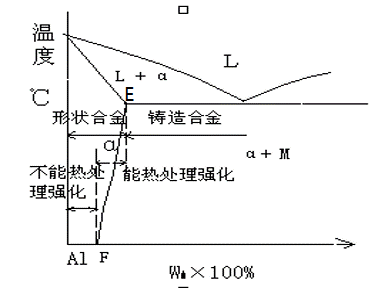 温度
℃
L
L + α
E
形状合金
铸造合金
α
α + M
不能热处理强化
能热处理强化
Al
F
W×100%